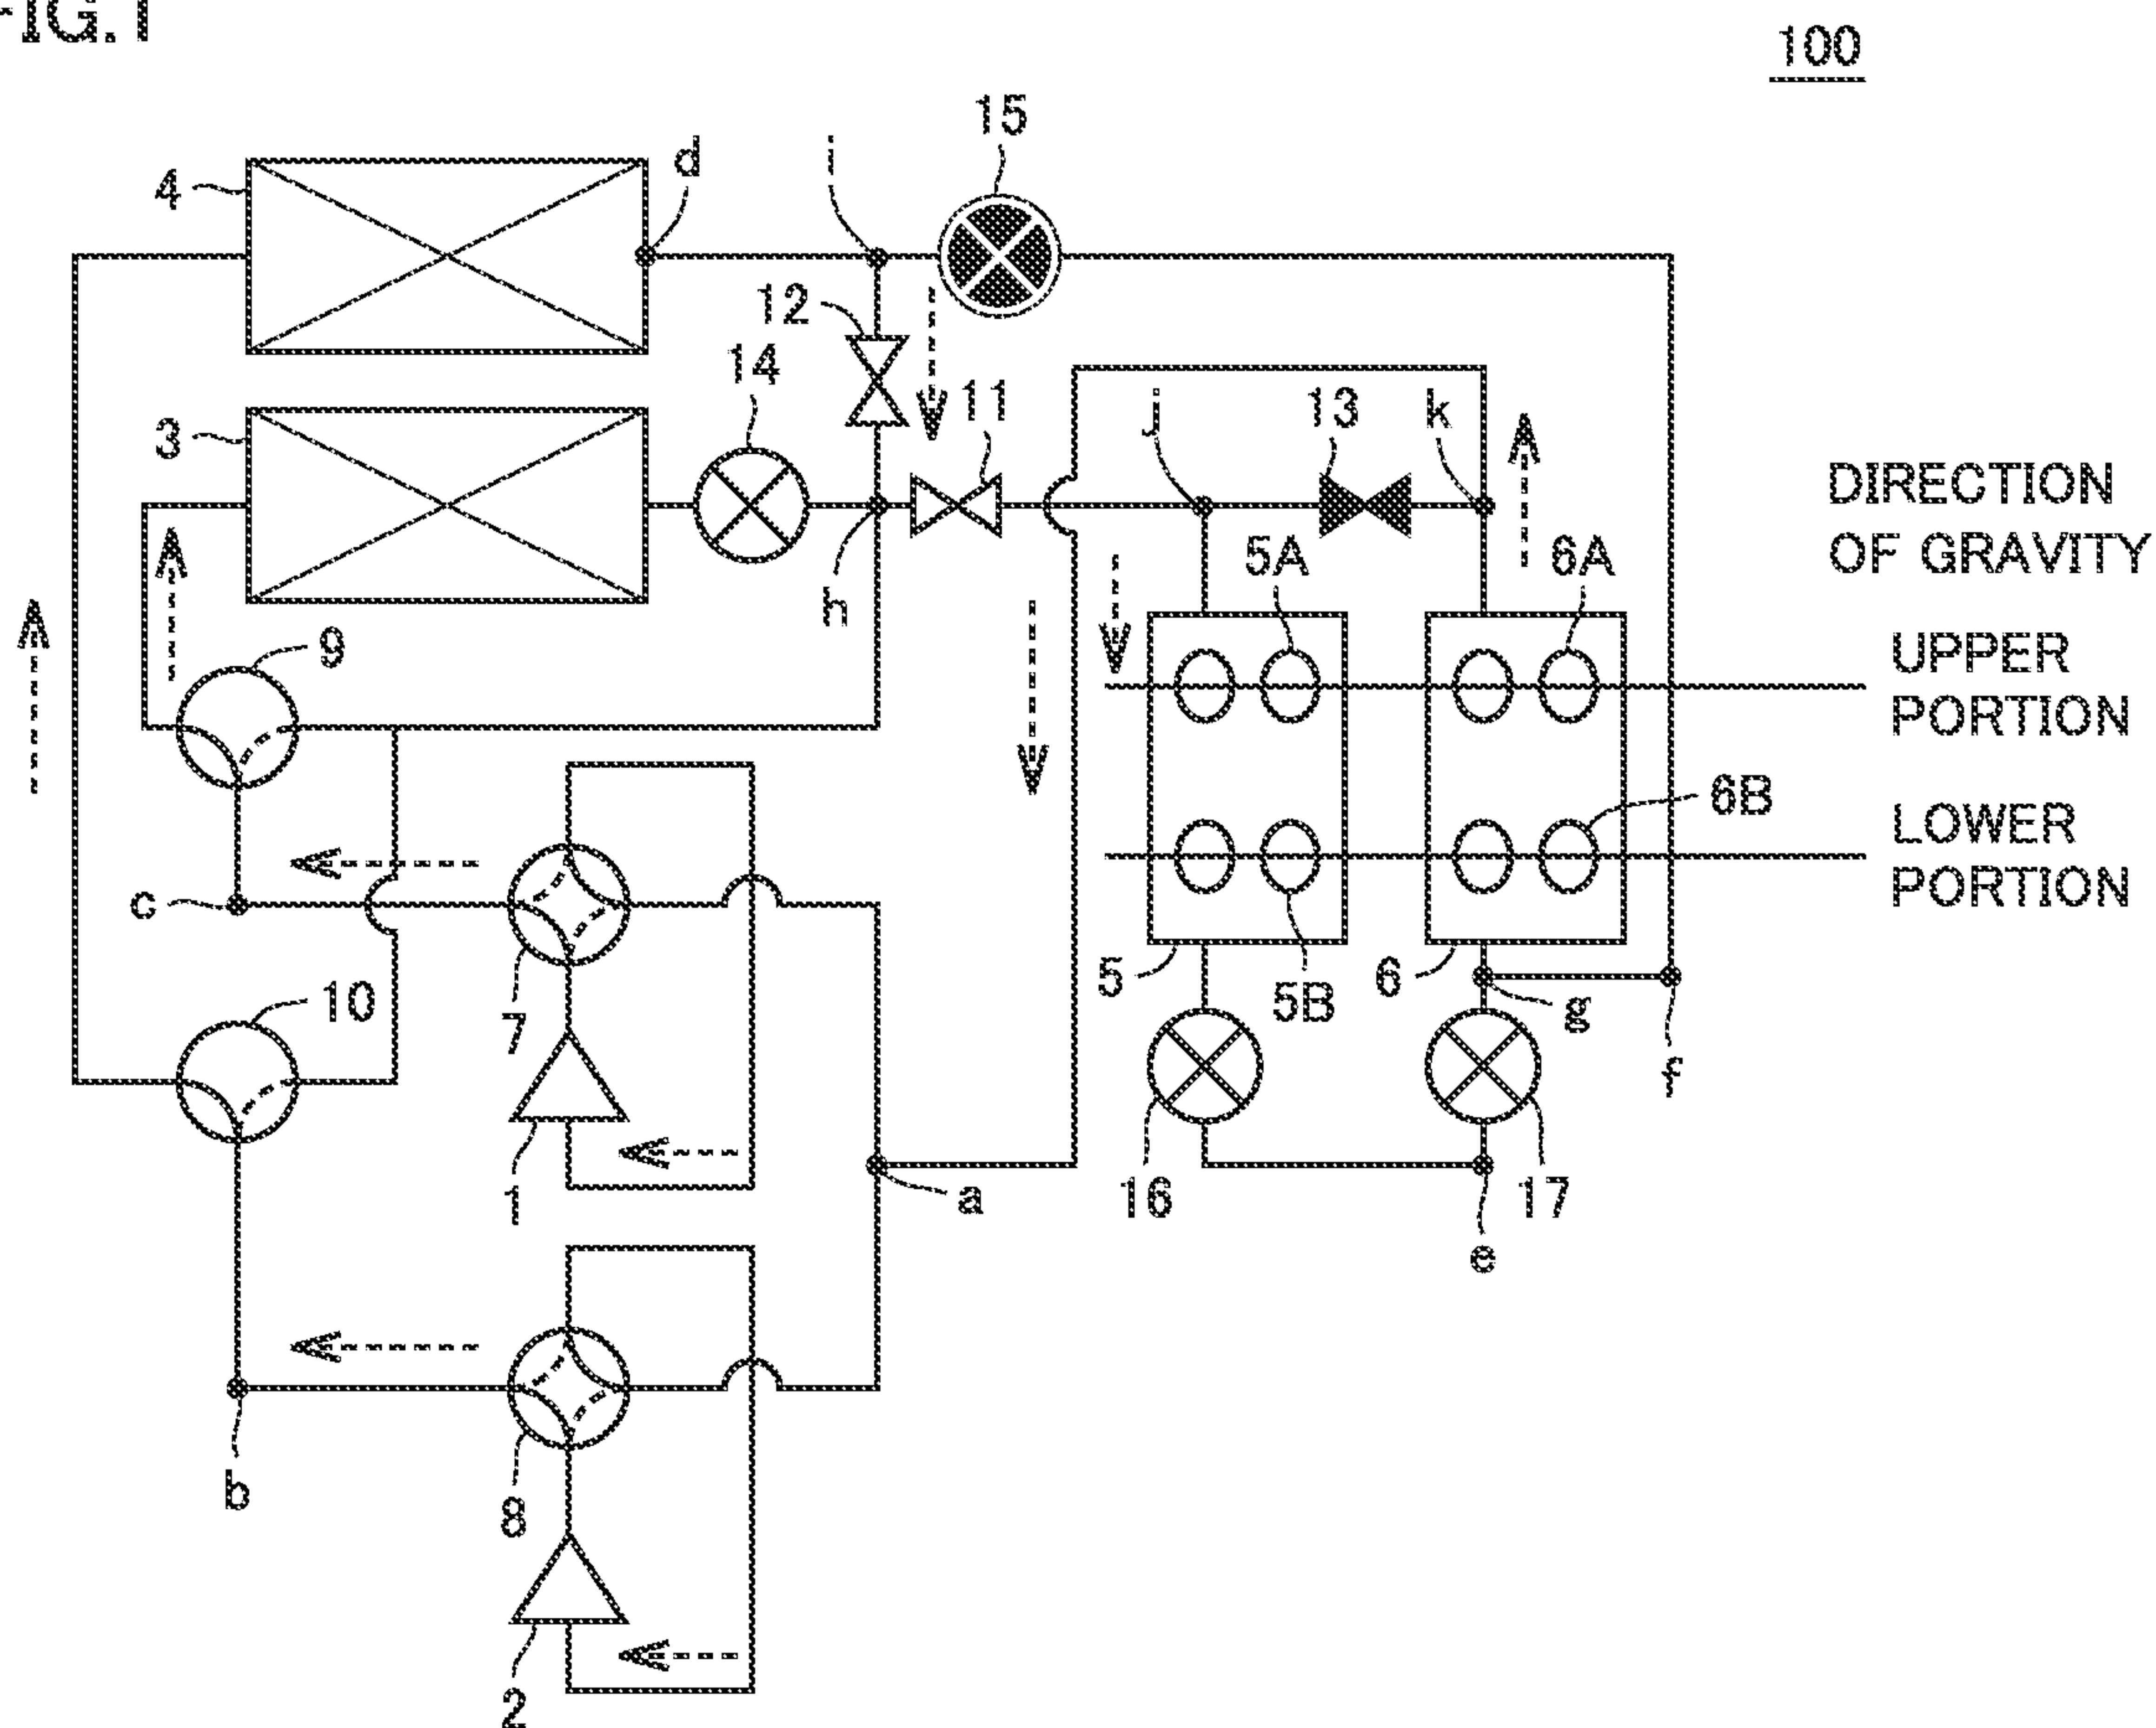 FIG.1
100
15
d
i
4
12
14
11
13
j
k
3
DIRECTION
OF GRAVITY
5A
6A
h
9
UPPER
PORTION
6B
LOWER
PORTION
c
5
6
10
5B
g
7
f
1
16
17
a
e
b
8
2